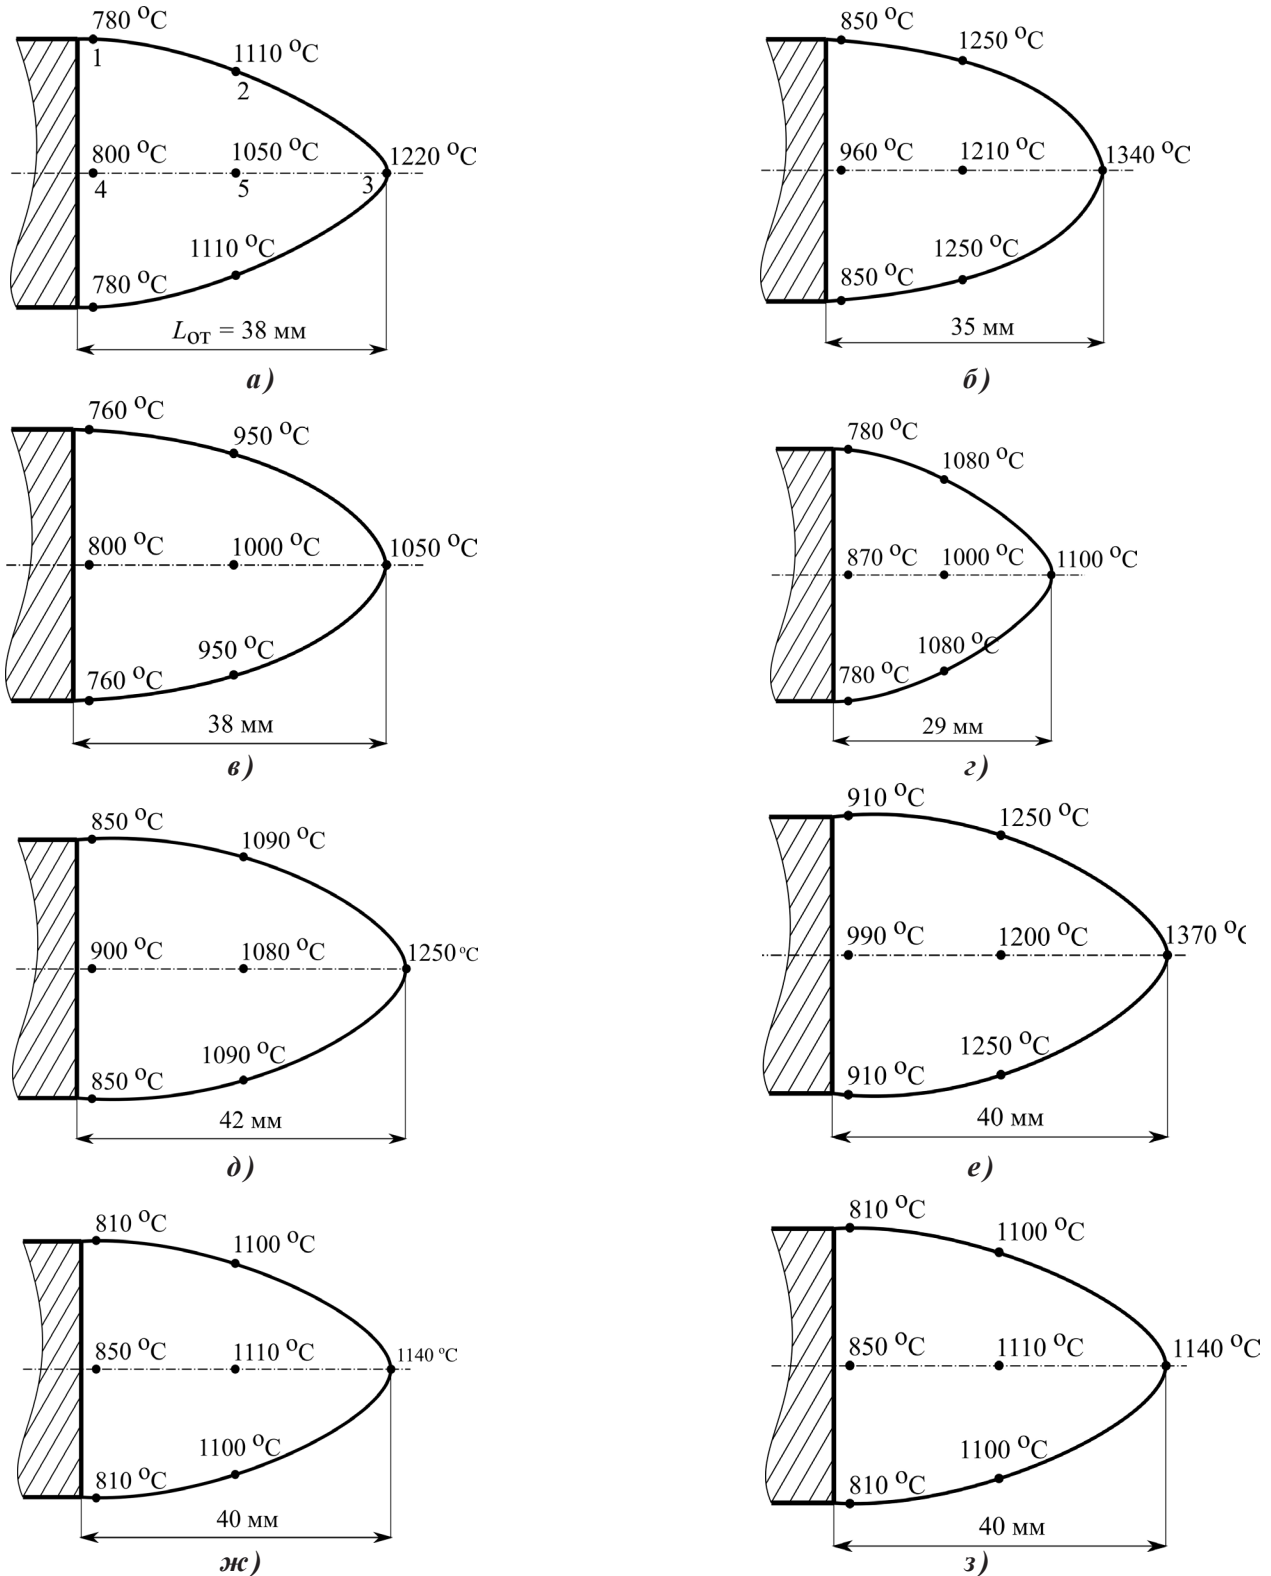 780 °C
1
1110 °C
2
800 °C
4
1050 °C
5
1220 °C
3
1110 °C
780 °C
Lот = 38 мм
а)
850 °C
1250 °C
960 °C
1210 °C
1340 °C
1250 °C
850 °C
35 мм
б)
760 °C
950 °C
800 °C
1000 °C
1050 °C
950 °C
760 °C
38 мм
в)
780 °C
1080 °C
870 °C
1000 °C
1100 °C
1080 °C
780 °C
29 мм
г)
850 °C
1090 °C
900 °C
1080 °C
1250 °C
1090 °C
850 °C
42 мм
д)
910 °C
1250 °C
990 °C
1200 °C
1370 °C
1250 °C
910 °C
40 мм
е)
810 °C
1100 °C
850 °C
1110 °C
1140 °C
1100 °C
810 °C
40 мм
ж)
810 °C
1100 °C
850 °C
1110 °C
1140 °C
1100 °C
810 °C
40 мм
з)